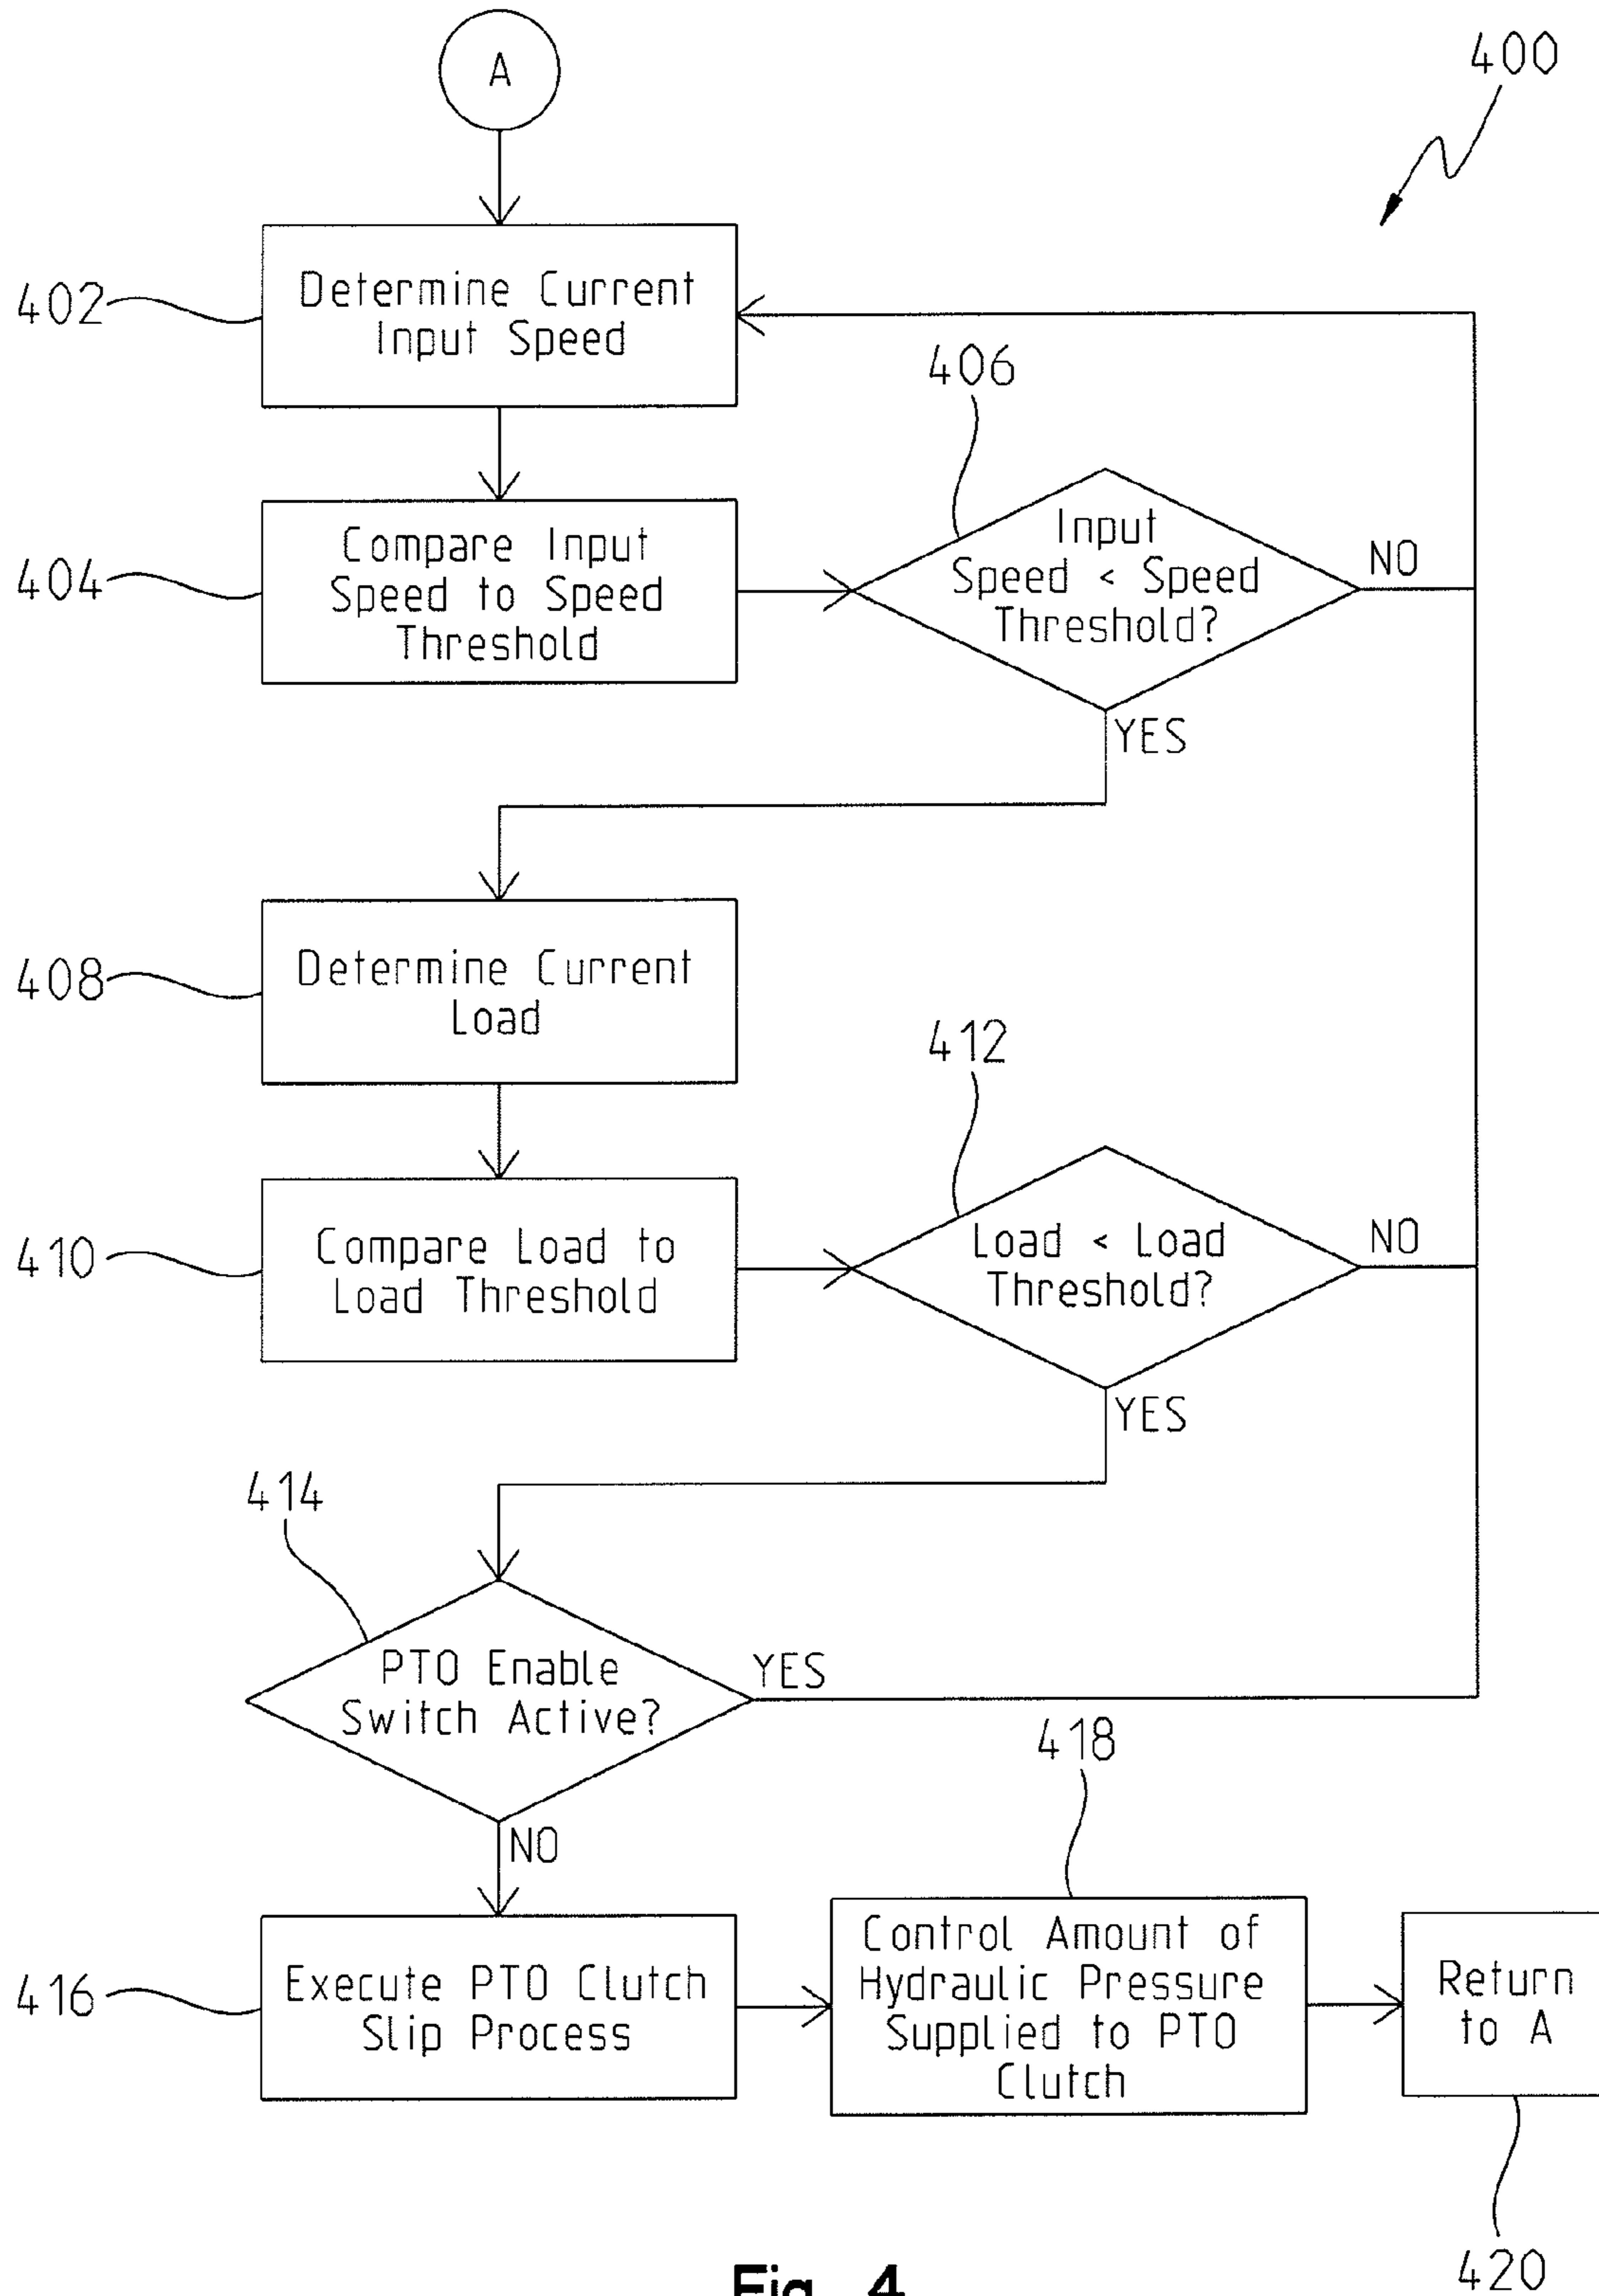 A
400
402
Determine Current
Input Speed
406
404
Compare Input
Speed to Speed
Threshold
Input
Speed < Speed
Threshold?
NO
YES
408
Determine Current
Load
412
410
Compare Load to
Load Threshold
Load < Load
Threshold?
NO
YES
414
PTO Enable
Switch Active?
YES
NO
418
416
Execute PTO Clutch
Slip Process
Control Amount of
Hydraulic Pressure
Supplied to PTO
Clutch
Return
to A
420
Fig. 4